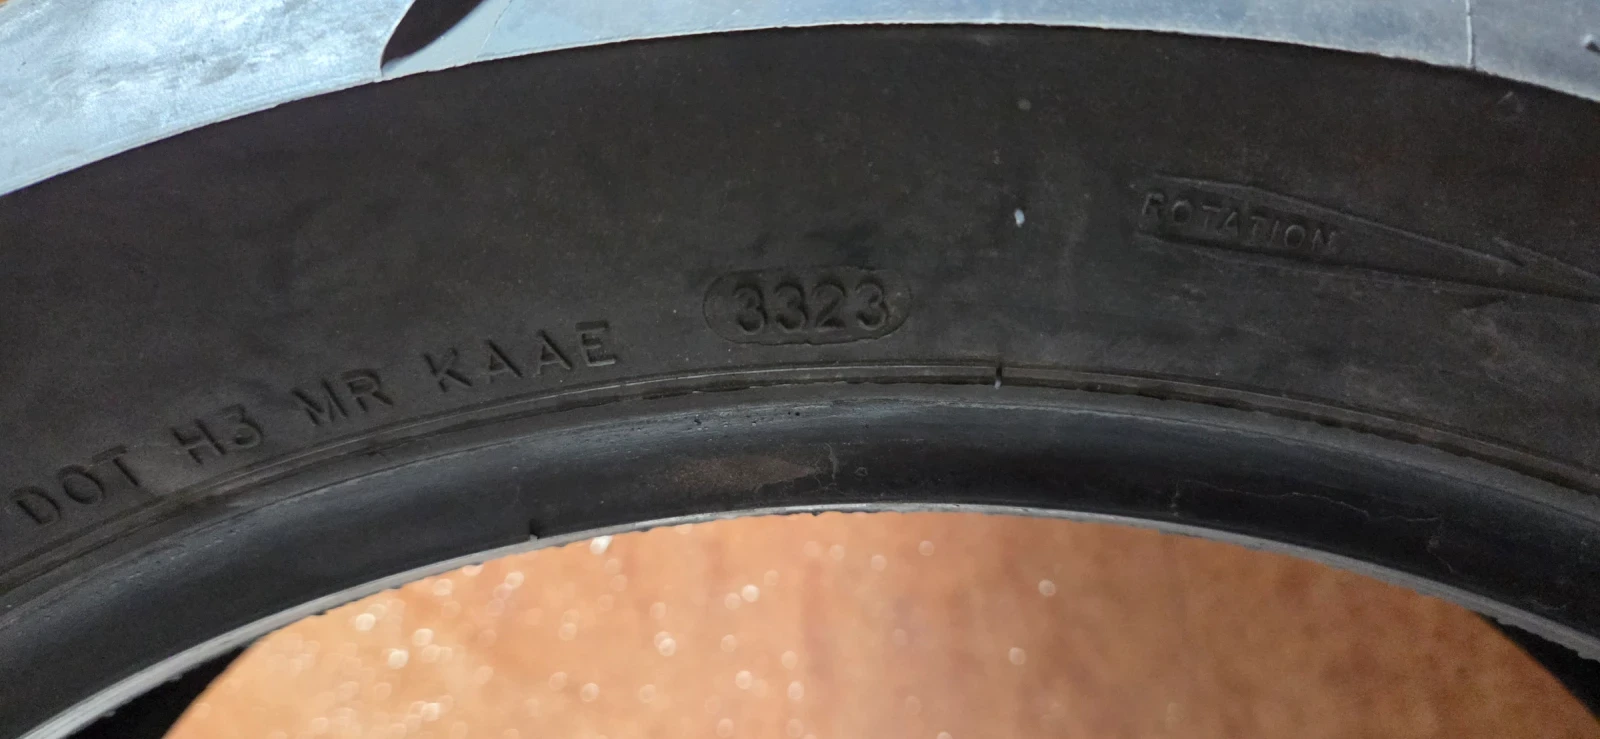 DOT H3 MR KAAE 3323
ROTATION